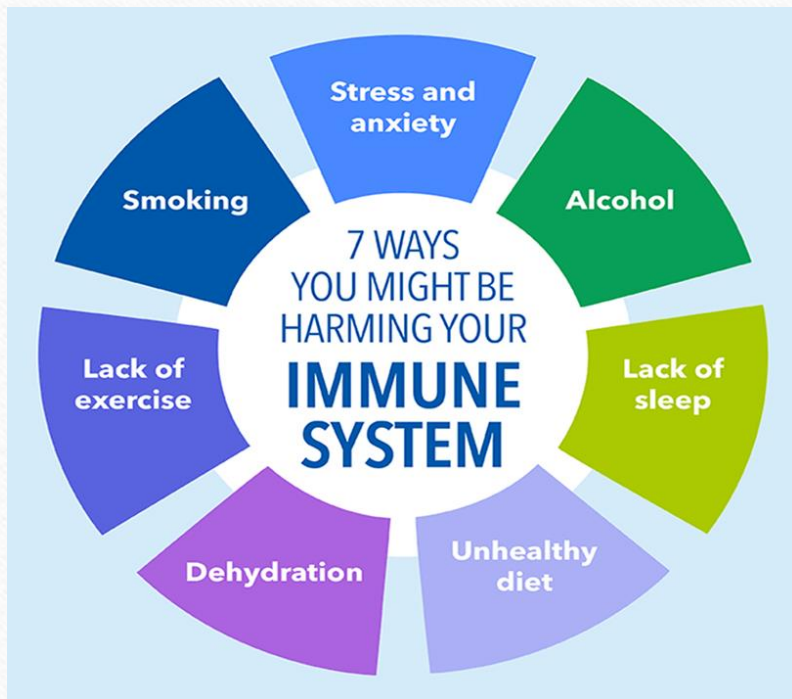 7 WAYS
YOU MIGHT BE
HARMING YOUR
IMMUNE
SYSTEM
Stress and
anxiety
Alcohol
Lack of
sleep
Unhealthy
diet
Dehydration
Lack of
exercise
Smoking